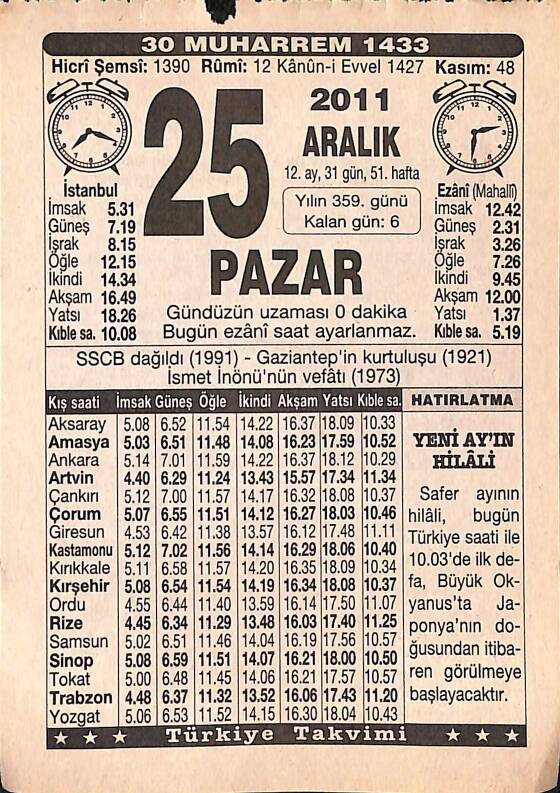 30 MUHARREM 1433
Hicrî Şemsî: 1390 Rûmî: 12 Kânûn-i Evvel 1427 Kasım: 48
25
2011
ARALIK
12. ay, 31 gün, 51. hafta
Yılın 359. günü
Kalan gün: 6
PAZAR
İstanbul
İmsak 5.31
Güneş 7.19
İşrak 8.15
Öğle 12.15
İkindi 14.34
Akşam 16.49
Yatsı 18.26
Kıble sa. 10.08
Ezânî (Mahallî)
İmsak 12.42
Güneş 2.31
İşrak 3.26
Öğle 7.26
İkindi 9.45
Akşam 12.00
Yatsı 1.37
Kıble sa. 5.19
Gündüzün uzaması 0 dakika
Bugün ezânî saat ayarlanmaz.
SSCB dağıldı (1991) - Gaziantep'in kurtuluşu (1921)
İsmet İnönü'nün vefâtı (1973)
Kış saati İmsak Güneş Öğle İkindi Akşam Yatsı Kıble sa.
Aksaray 5.08 6.52 11.54 14.22 16.37 18.09 10.33
Amasya 5.03 6.51 11.48 14.08 16.23 17.59 10.52
Ankara 5.14 7.01 11.59 14.22 16.37 18.12 10.29
Artvin 4.40 6.29 11.24 13.43 15.57 17.34 11.34
Çankırı 5.12 7.00 11.57 14.17 16.32 18.08 10.37
Çorum 5.07 6.55 11.51 14.12 16.27 18.03 10.46
Giresun 4.53 6.42 11.38 13.57 16.12 17.48 11.11
Kastamonu 5.12 7.02 11.56 14.14 16.29 18.06 10.40
Kırıkkale 5.11 6.58 11.57 14.20 16.35 18.09 10.34
Kırşehir 5.08 6.54 11.54 14.19 16.34 18.08 10.37
Ordu 4.55 6.44 11.40 13.59 16.14 17.50 11.07
Rize 4.45 6.34 11.29 13.48 16.03 17.40 11.25
Samsun 5.02 6.51 11.46 14.04 16.19 17.56 10.57
Sinop 5.08 6.59 11.51 14.07 16.21 18.00 10.50
Tokat 5.00 6.48 11.45 14.06 16.21 17.57 10.57
Trabzon 4.48 6.37 11.32 13.52 16.06 17.43 11.20
Yozgat 5.06 6.53 11.52 14.15 16.30 18.04 10.43
HATIRLATMA
YENİ AY'IN
HİLÂLİ
Safer ayının
hilâli, bugün
Türkiye saati ile
10.03'de ilk de-
fa, Büyük Ok-
yanus'ta Ja-
ponya'nın do-
ğusundan itiba-
ren görülmeye
başlayacaktır.
Türkiye Takvimi